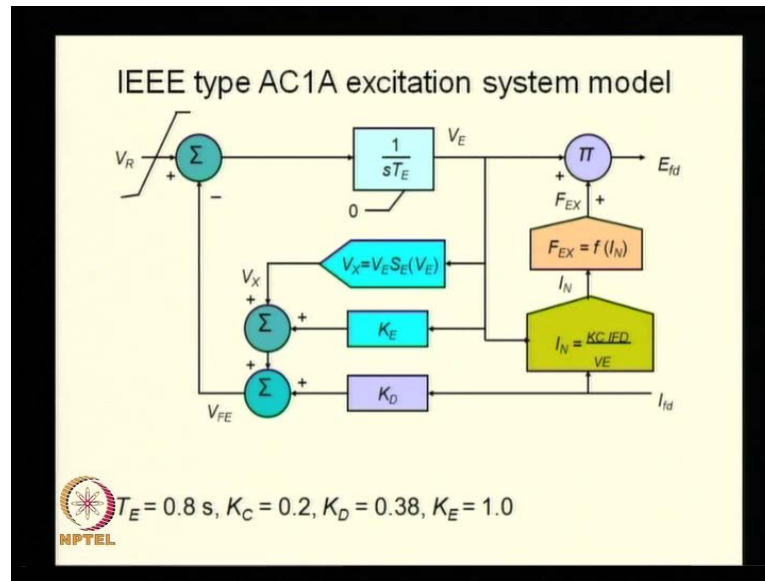 IEEE type AC1A excitation system model
V_R
+
Σ
−
1/(sT_E)
0
V_E
π
+
E_fd
F_EX
+
F_EX = f (I_N)
I_N
V_X=V_E S_E(V_E)
V_X
+
Σ
+
K_E
I_N = KC IFD / VE
+
Σ
+
K_D
V_FE
I_fd
T_E = 0.8 s, K_C = 0.2, K_D = 0.38, K_E = 1.0
NPTEL